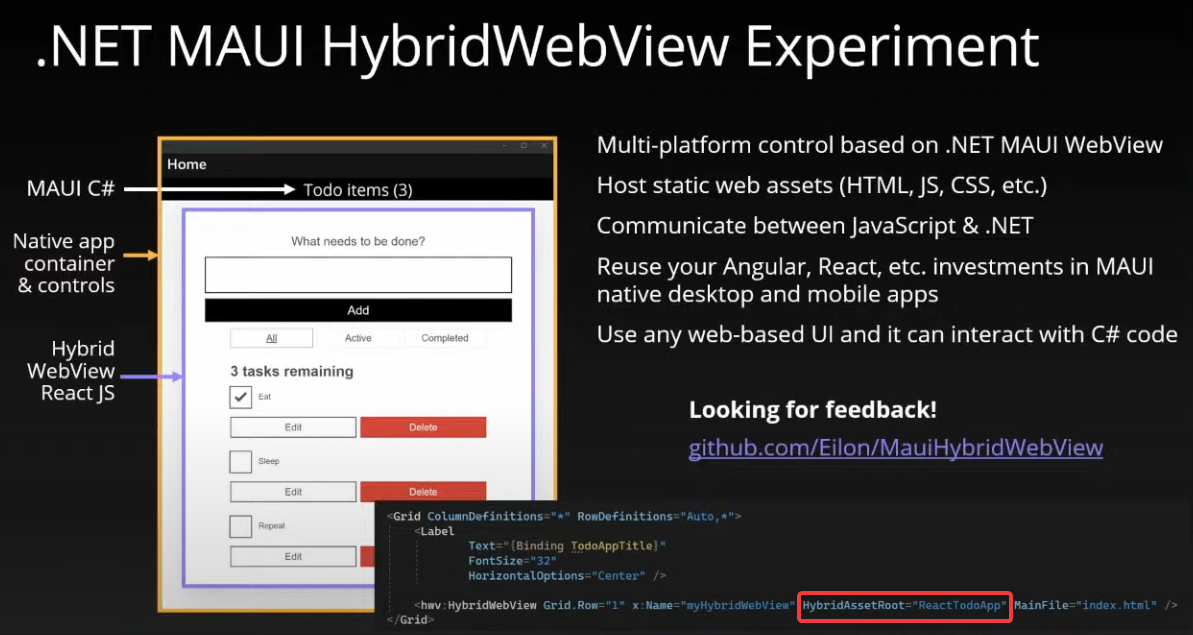 .NET MAUI HybridWebView Experiment
MAUI C#
Native app
container
& controls
Hybrid
WebView
React JS
Home
Todo items (3)
What needs to be done?
Add
All
Active
Completed
3 tasks remaining
Eat
Edit
Delete
Sleep
Edit
Delete
Repeat
Edit
Multi-platform control based on .NET MAUI WebView
Host static web assets (HTML, JS, CSS, etc.)
Communicate between JavaScript & .NET
Reuse your Angular, React, etc. investments in MAUI
native desktop and mobile apps
Use any web-based UI and it can interact with C# code
Looking for feedback!
github.com/Eilon/MauiHybridWebView
<Grid ColumnDefinitions="*" RowDefinitions="Auto,*">
<Label
Text="{Binding TodoAppTitle}"
FontSize="32"
HorizontalOptions="Center" />
<hwv:HybridWebView Grid.Row="1" x:Name="myHybridWebView" HybridAssetRoot="ReactTodoApp" MainFile="index.html" />
</Grid>